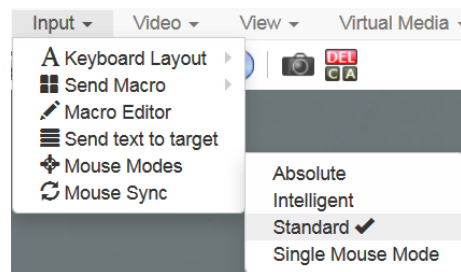 Input Video View Virtual Media
A Keyboard Layout
Send Macro
Macro Editor
Send text to target
Mouse Modes
Mouse Sync
DEL
C A
Absolute
Intelligent
Standard ✔
Single Mouse Mode